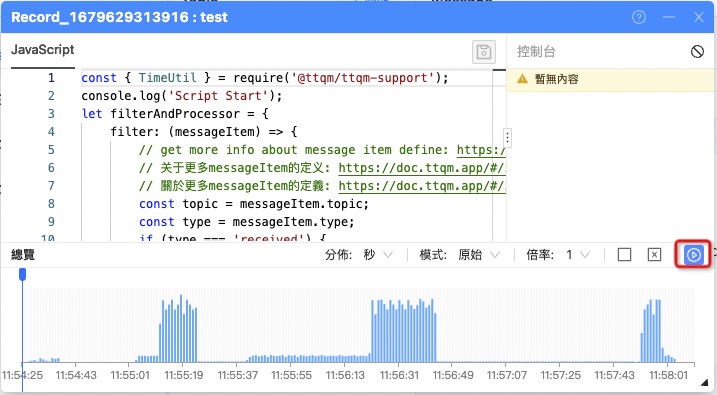 Record_1679629313916 : test
JavaScript
控制台
1 const { TimeUtil } = require('@ttqm/ttqm-support');
2 console.log('Script Start');
3 let filterAndProcessor = {
4 filter: (messageItem) => {
5 // get more info about message item define: https:/
6 // 关于更多messageItem的定义: https://doc.ttqm.app/#/
7 // 關於更多messageItem的定義: https://doc.ttqm.app/#/
8 const topic = messageItem.topic;
9 const type = messageItem.type;
10 if (type === 'received') {
暫無內容
總覽
分佈: 秒
模式: 原始
倍率: 1
11:54:25 11:54:43 11:55:01 11:55:19 11:55:37 11:55:55 11:56:13 11:56:31 11:56:49 11:57:07 11:57:25 11:57:43 11:58:01